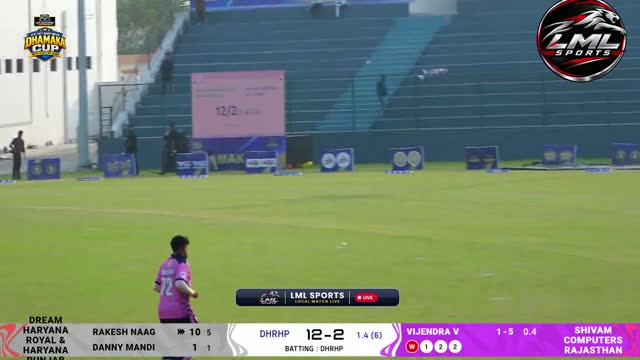 DHAMAKA
CUP
LML
SPORTS
12/2
MAK
72
LML SPORTS
LOCAL MATCH LIVE
LIVE
DREAM
HARYANA
ROYAL &
HARYANA
PUNJAB
RAKESH NAAG 10 5
DANNY MANDI 1 1
DHRHP 12-2 1.4 (6)
BATTING : DHRHP
VIJENDRA V 1-5 0.4
W 1 2 2
SHIVAM
COMPUTERS
RAJASTHAN